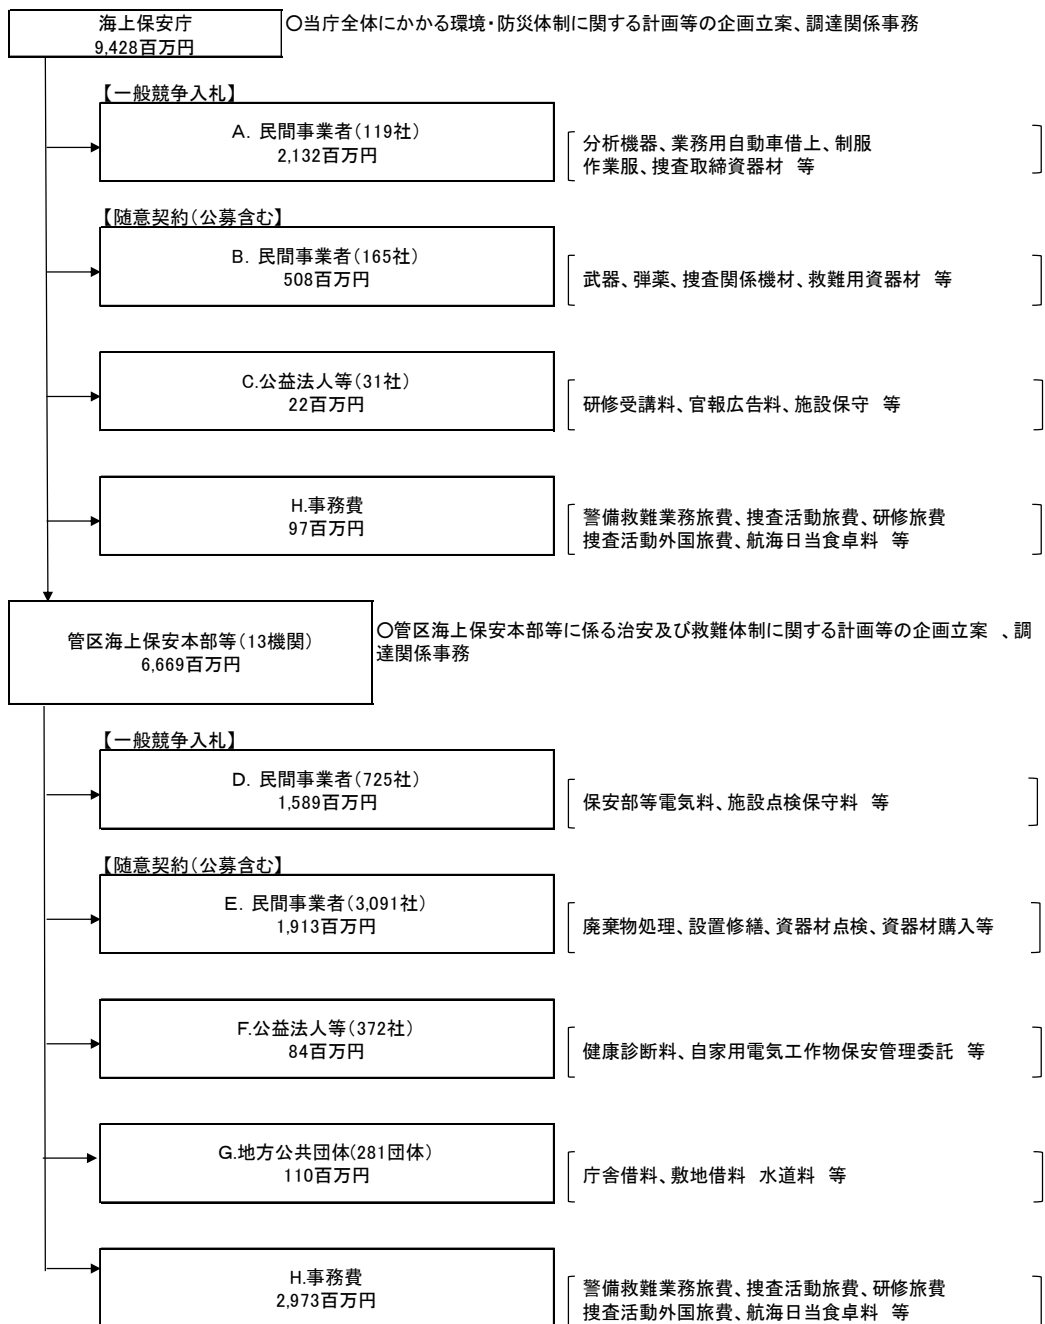 海上保安庁
9,428百万円
〇当庁全体にかかる環境・防災体制に関する計画等の企画立案、調達関係事務
【一般競争入札】
A. 民間事業者(119社)
2,132百万円
分析機器、業務用自動車借上、制服
作業服、捜査取締資器材 等
【随意契約(公募含む】
B. 民間事業者(165社)
508百万円
武器、弾薬、捜査関係機材、救難用資器材 等
C.公益法人等(31社)
22百万円
研修受講料、官報広告料、施設保守 等
H.事務費
97百万円
警備救難業務旅費、捜査活動旅費、研修旅費
捜査活動外国旅費、航海日当食卓料 等
管区海上保安本部等(13機関)
6,669百万円
〇管区海上保安本部等に係る治安及び救難体制に関する計画等の企画立案 、調
達関係事務
【一般競争入札】
D. 民間事業者(725社)
1,589百万円
保安部等電気料、施設点検保守料 等
【随意契約(公募含む】
E. 民間事業者(3,091社)
1,913百万円
廃棄物処理、設置修繕、資器材点検、資器材購入等
F.公益法人等(372社)
84百万円
健康診断料、自家用電気工作物保安管理委託 等
G.地方公共団体(281団体)
110百万円
庁舎借料、敷地借料 水道料 等
H.事務費
2,973百万円
警備救難業務旅費、捜査活動旅費、研修旅費
捜査活動外国旅費、航海日当食卓料 等